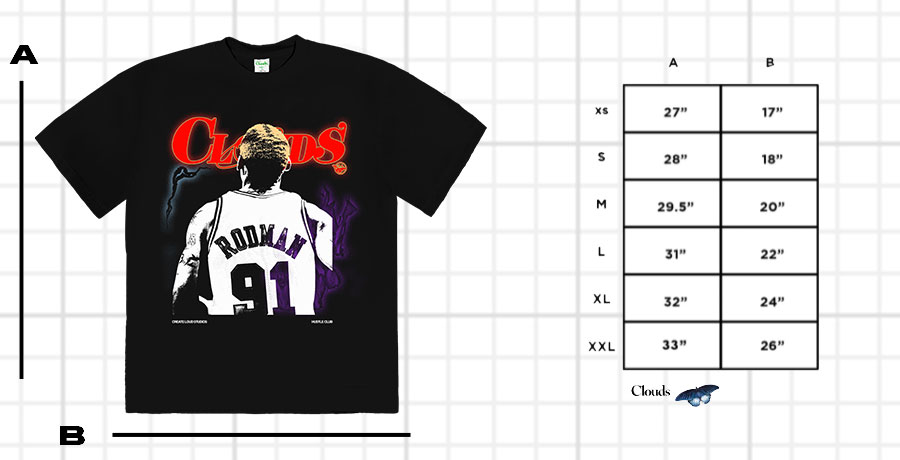 A
Clouds
CLOUDS
RODMAN
91
CREATE LOUD STUDIOS HUSTLE CLUB
B
A B
XS 27” 17”
S 28” 18”
M 29.5” 20”
L 31” 22”
XL 32” 24”
XXL 33” 26”
Clouds